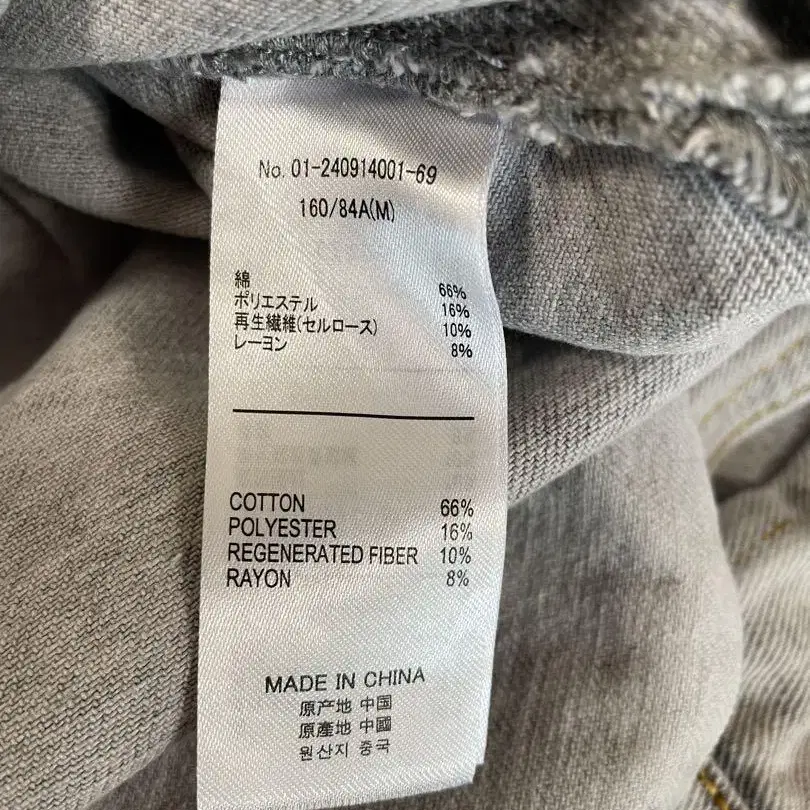 No. 01-240914001-69
160/84A(M)
綿 66%
ポリエステル 16%
再生繊維(セルロース) 10%
レーヨン 8%
COTTON 66%
POLYESTER 16%
REGENERATED FIBER 10%
RAYON 8%
MADE IN CHINA
原产地 中国
原產地 中國
원산지 중국